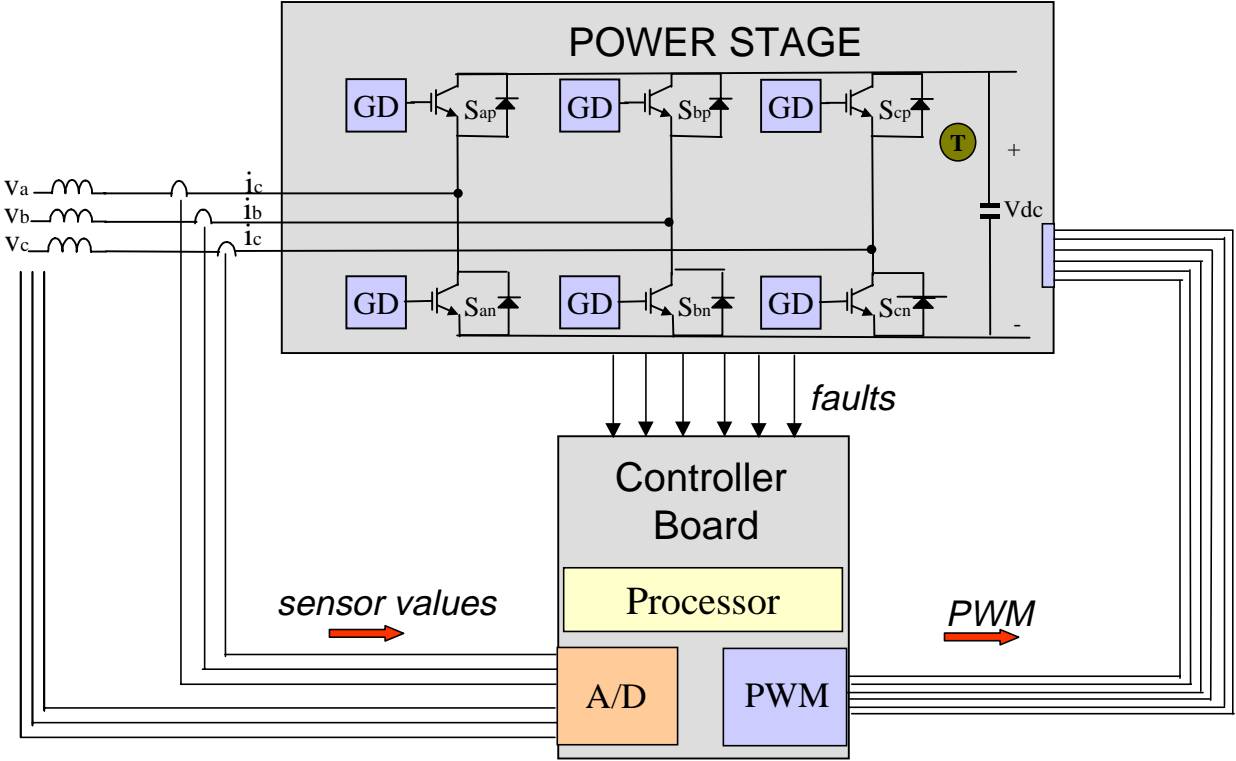 POWER STAGE
GD
Sap
GD
Sbp
GD
Scp
T
+
va
ic
vb
ib
Vdc
vc
ic
GD
San
GD
Sbn
GD
Scn
-
faults
Controller
Board
Processor
sensor values
PWM
A/D
PWM